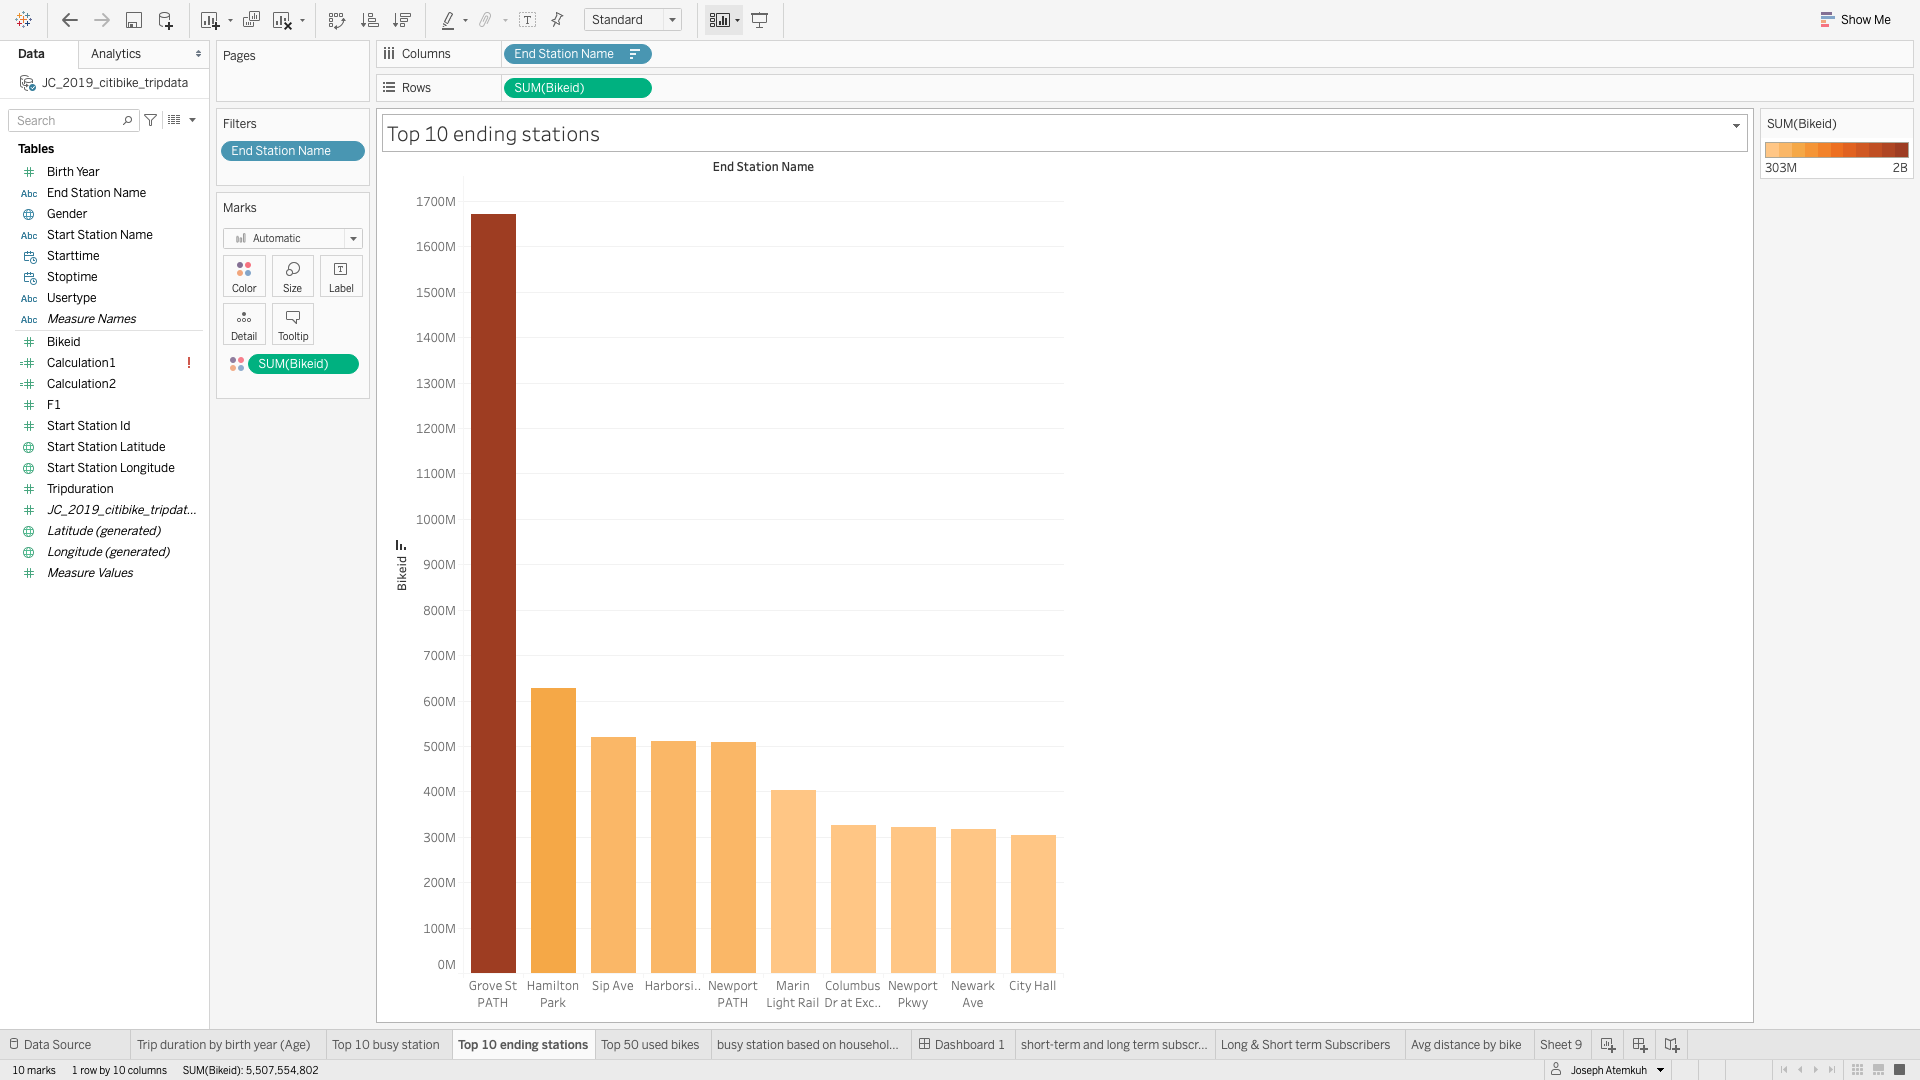 Standard
Show Me
Data
Analytics
JC_2019_citibike_tripdata
Search
Tables
Birth Year
Abc End Station Name
Gender
Abc Start Station Name
Starttime
Stoptime
Abc Usertype
Abc Measure Names
Bikeid
Calculation1 !
Calculation2
F1
Start Station Id
Start Station Latitude
Start Station Longitude
Tripduration
JC_2019_citibike_tripdat...
Latitude (generated)
Longitude (generated)
Measure Values
Pages
Filters
End Station Name
Marks
Automatic
Color
Size
Label
Detail
Tooltip
SUM(Bikeid)
Columns
End Station Name
Rows
SUM(Bikeid)
Top 10 ending stations
End Station Name
1700M
1600M
1500M
1400M
1300M
1200M
1100M
1000M
900M
800M
700M
600M
500M
400M
300M
200M
100M
0M
Bikeid
Grove St
PATH
Hamilton
Park
Sip Ave
Harborsi..
Newport
PATH
Marin
Light Rail
Columbus
Dr at Exc..
Newport
Pkwy
Newark
Ave
City Hall
SUM(Bikeid)
303M
2B
Data Source
Trip duration by birth year (Age)
Top 10 busy station
Top 10 ending stations
Top 50 used bikes
busy station based on househol...
Dashboard 1
short-term and long term subscr...
Long & Short term Subscribers
Avg distance by bike
Sheet 9
10 marks
1 row by 10 columns
SUM(Bikeid): 5,507,554,802
Joseph Atemkuh